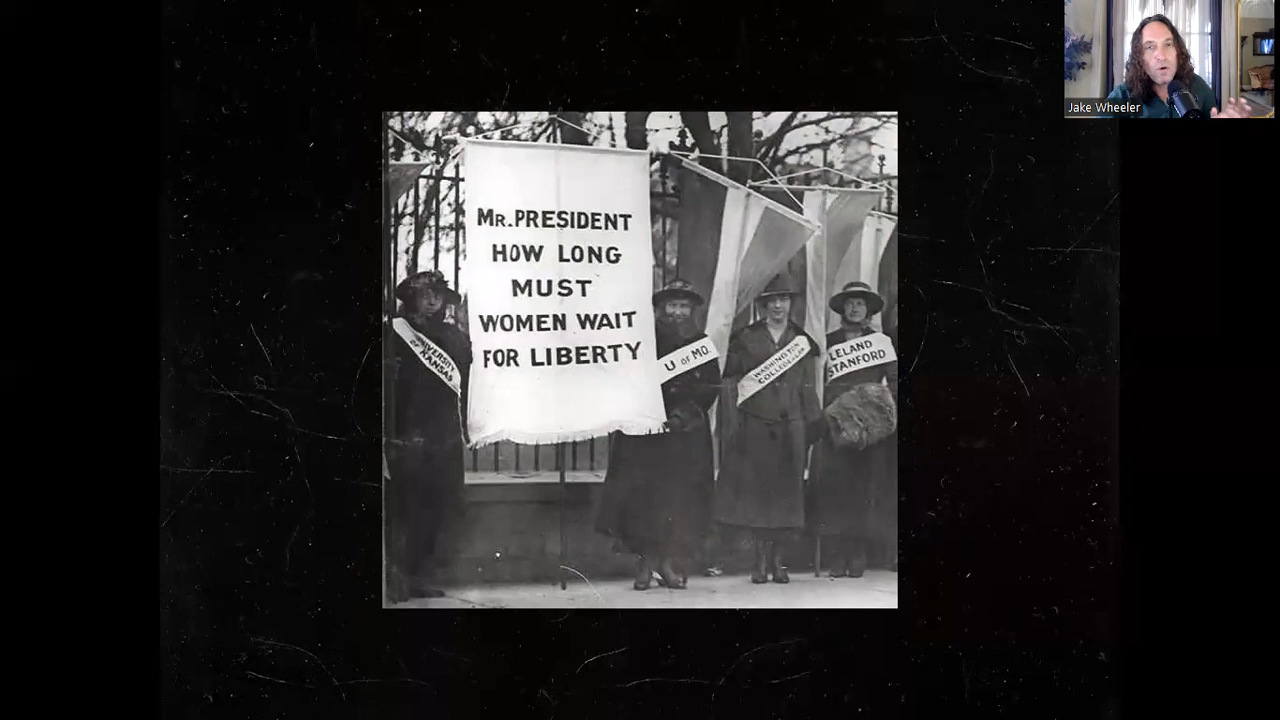 Jake Wheeler
MR. PRESIDENT
HOW LONG
MUST
WOMEN WAIT
FOR LIBERTY
UNIVERSITY
OF KANSAS
U OF MO.
WASHINGTON
LELAND
STANFORD